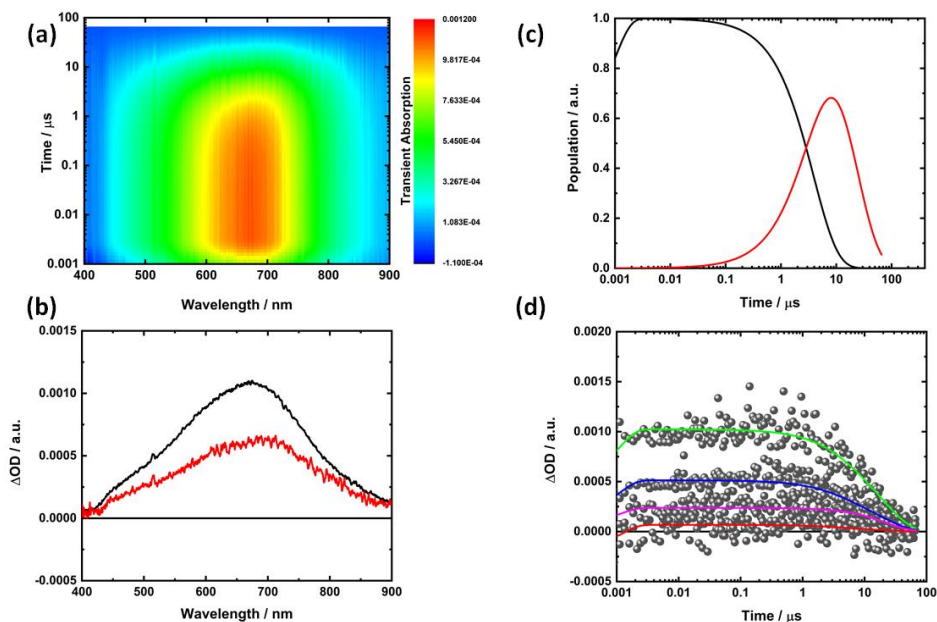 (a)
100
10
1
0.1
0.01
0.001
Time / μs
400 500 600 700 800 900
Wavelength / nm
0.001200
9.817E-04
7.633E-04
5.450E-04
3.267E-04
1.083E-04
-1.100E-04
Transient Absorption
(c)
1.0
0.8
0.6
0.4
0.2
0.0
Population / a.u.
0.001 0.01 0.1 1 10 100
Time / μs
(b)
0.0015
0.0010
0.0005
0.0000
-0.0005
ΔOD / a.u.
400 500 600 700 800 900
Wavelength / nm
(d)
0.0020
0.0015
0.0010
0.0005
0.0000
-0.0005
ΔOD / a.u.
0.001 0.01 0.1 1 10 100
Time / μs